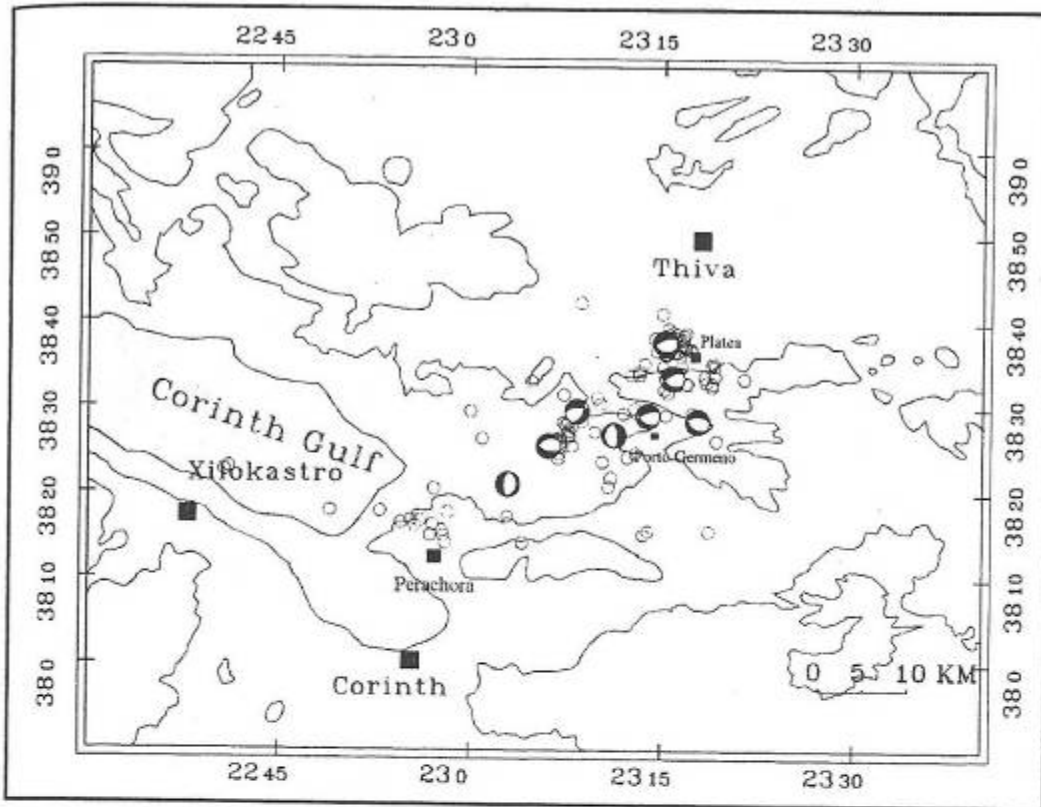 22 45 23 0 23 15 23 30
39 0
39 0
38 50
38 50
Thiva
38 40
38 40
Platea
Corinth Gulf
38 30
38 30
Porto Germeno
Xilokastro
38 20
38 20
38 10
38 10
Perachora
38 0
38 0
0 5 10 KM
Corinth
22 45 23 0 23 15 23 30